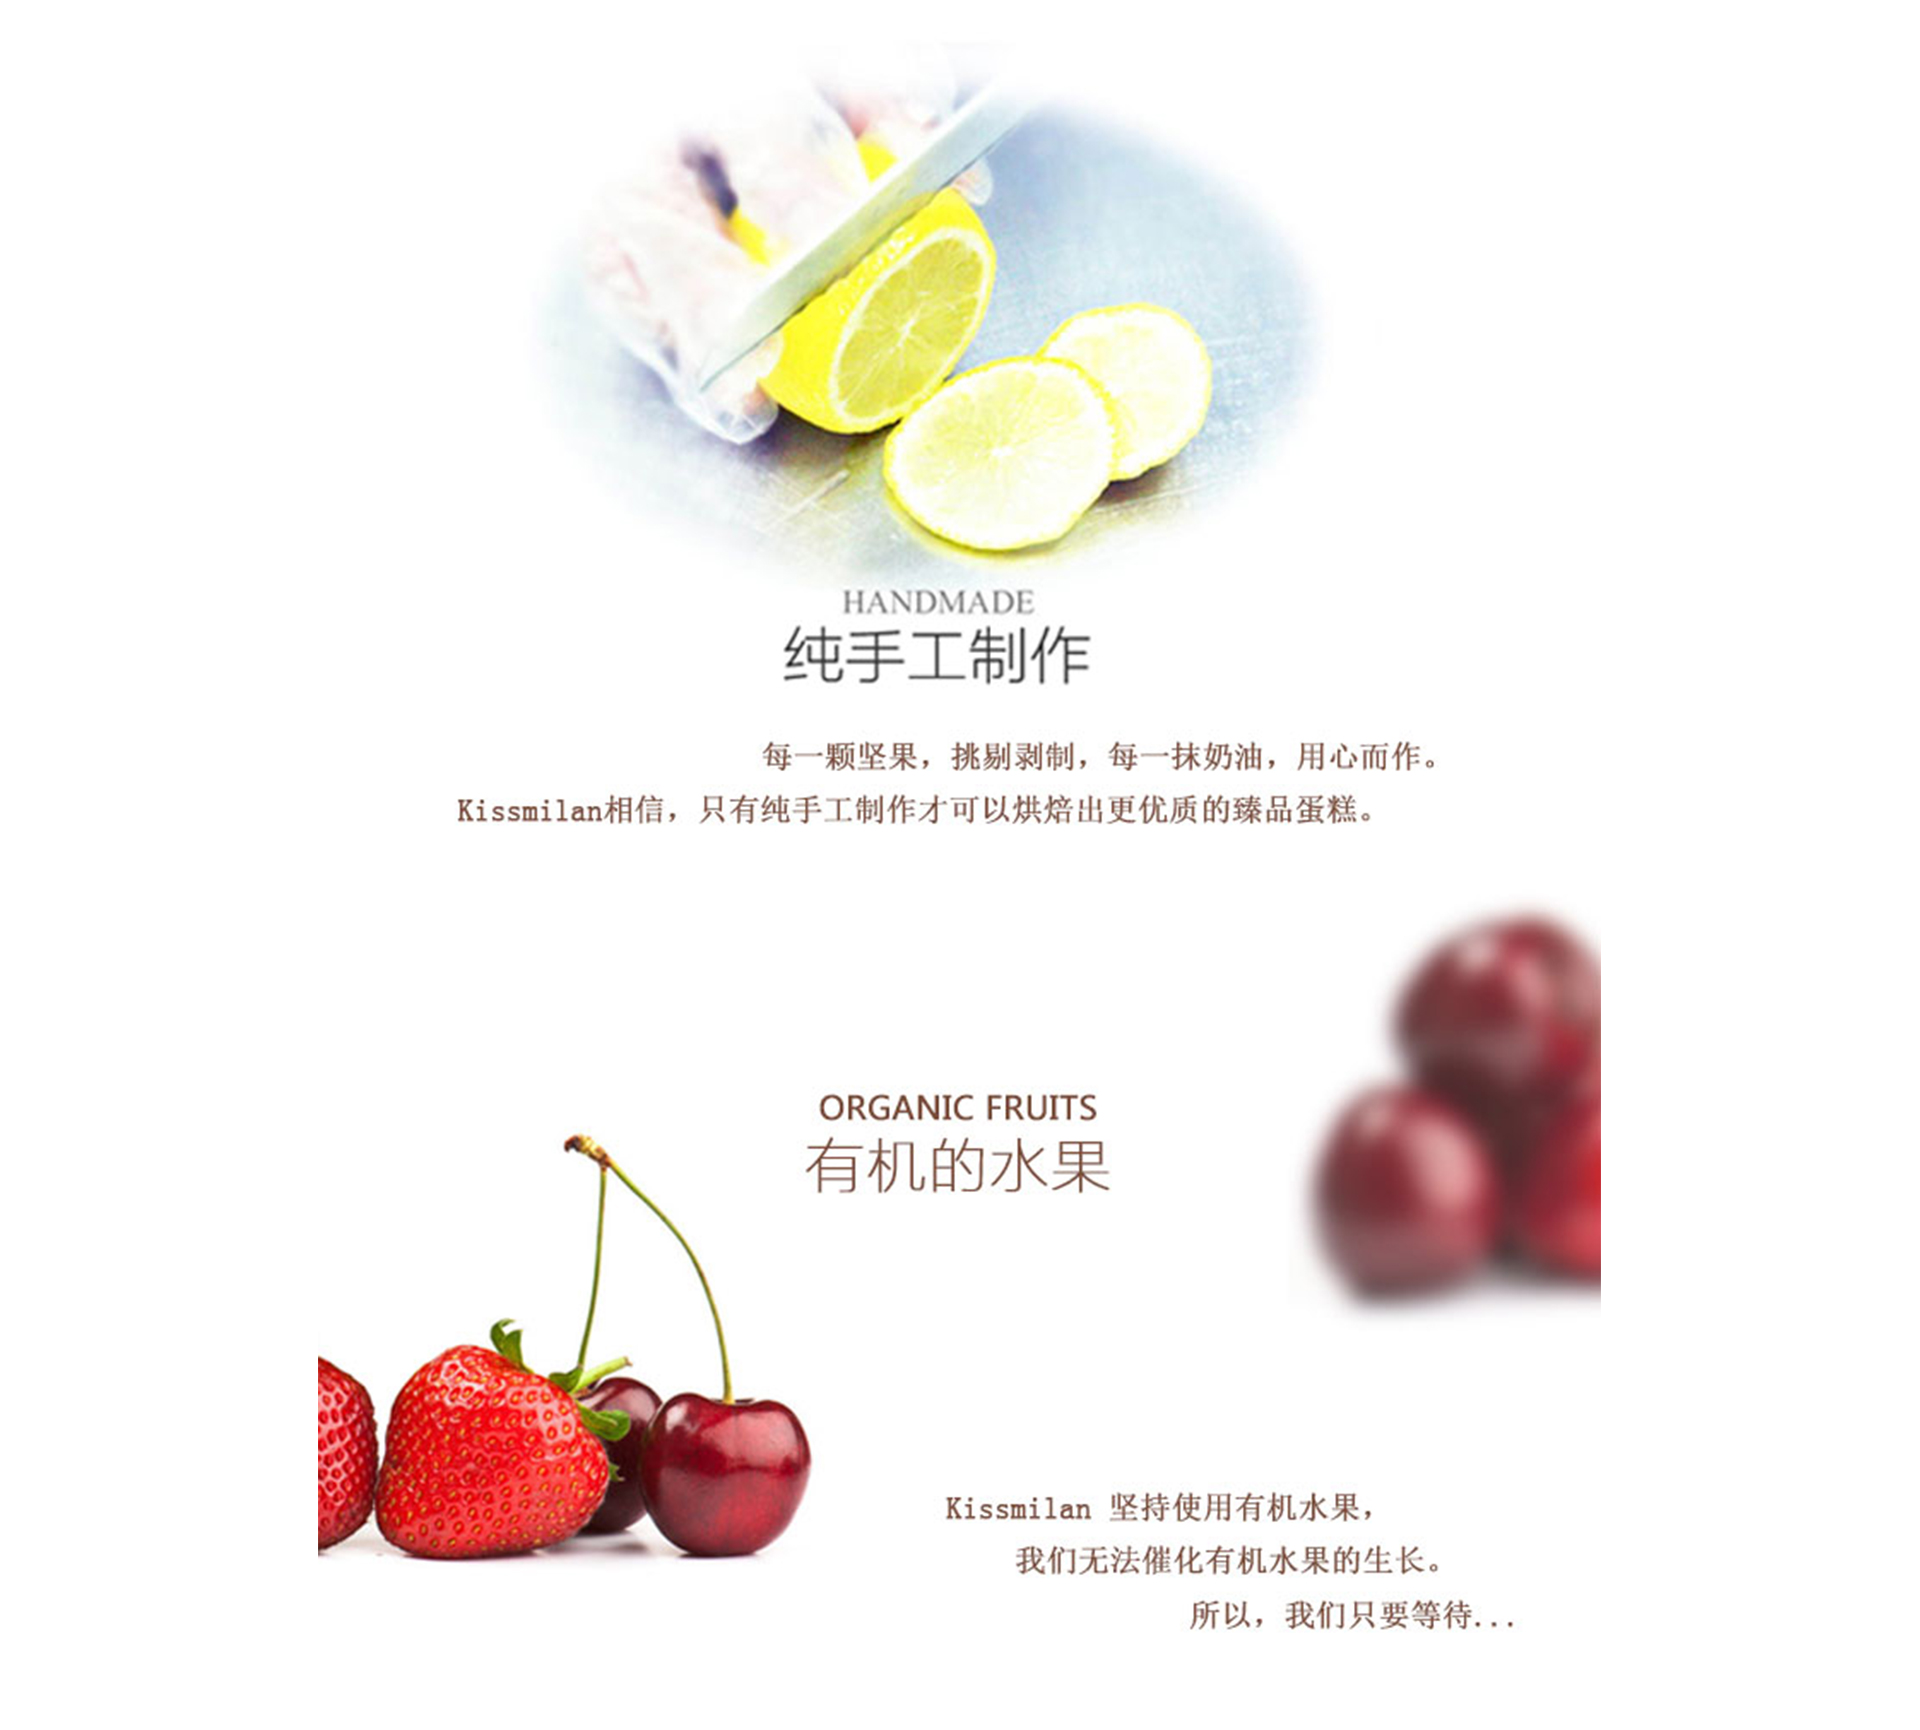 HANDMADE
纯手工制作
每一颗坚果，挑剔剥制，每一抹奶油，用心而作。
Kissmilan相信，只有纯手工制作才可以烘焙出更优质的臻品蛋糕。
ORGANIC FRUITS
有机的水果
Kissmilan 坚持使用有机水果，
我们无法催化有机水果的生长。
所以，我们只要等待...